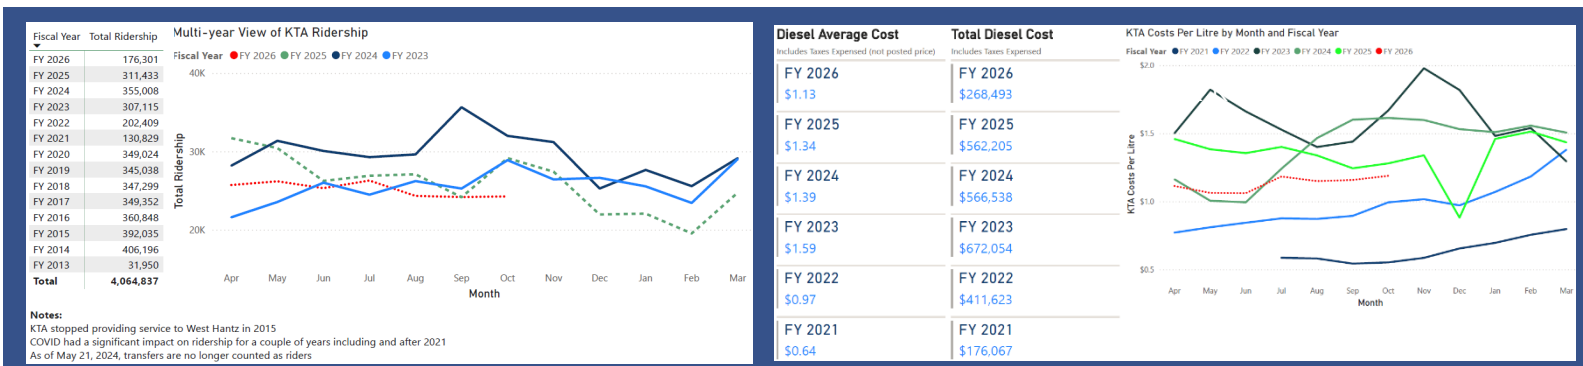 Fiscal Year Total Ridership
FY 2026 176,301
FY 2025 311,433
FY 2024 355,008
FY 2023 307,115
FY 2022 202,409
FY 2021 130,829
FY 2020 349,024
FY 2019 345,038
FY 2018 347,299
FY 2017 349,352
FY 2016 360,848
FY 2015 392,035
FY 2014 406,196
FY 2013 31,950
Total 4,064,837
Multi-year View of KTA Ridership
Fiscal Year FY 2026 FY 2025 FY 2024 FY 2023
40K
30K
20K
Total Ridership
Apr May Jun Jul Aug Sep Oct Nov Dec Jan Feb Mar
Month
Notes:
KTA stopped providing service to West Hantz in 2015
COVID had a significant impact on ridership for a couple of years including and after 2021
As of May 21, 2024, transfers are no longer counted as riders
Diesel Average Cost
Includes Taxes Expensed (not posted price)
FY 2026
$1.13
FY 2025
$1.34
FY 2024
$1.39
FY 2023
$1.59
FY 2022
$0.97
FY 2021
$0.64
Total Diesel Cost
Includes Taxes Expensed
FY 2026
$268,493
FY 2025
$562,205
FY 2024
$566,538
FY 2023
$672,054
FY 2022
$411,623
FY 2021
$176,067
KTA Costs Per Litre by Month and Fiscal Year
Fiscal Year FY 2021 FY 2022 FY 2023 FY 2024 FY 2025 FY 2026
$2.0
$1.5
$1.0
$0.5
KTA Costs Per Litre
Apr May Jun Jul Aug Sep Oct Nov Dec Jan Feb Mar
Month